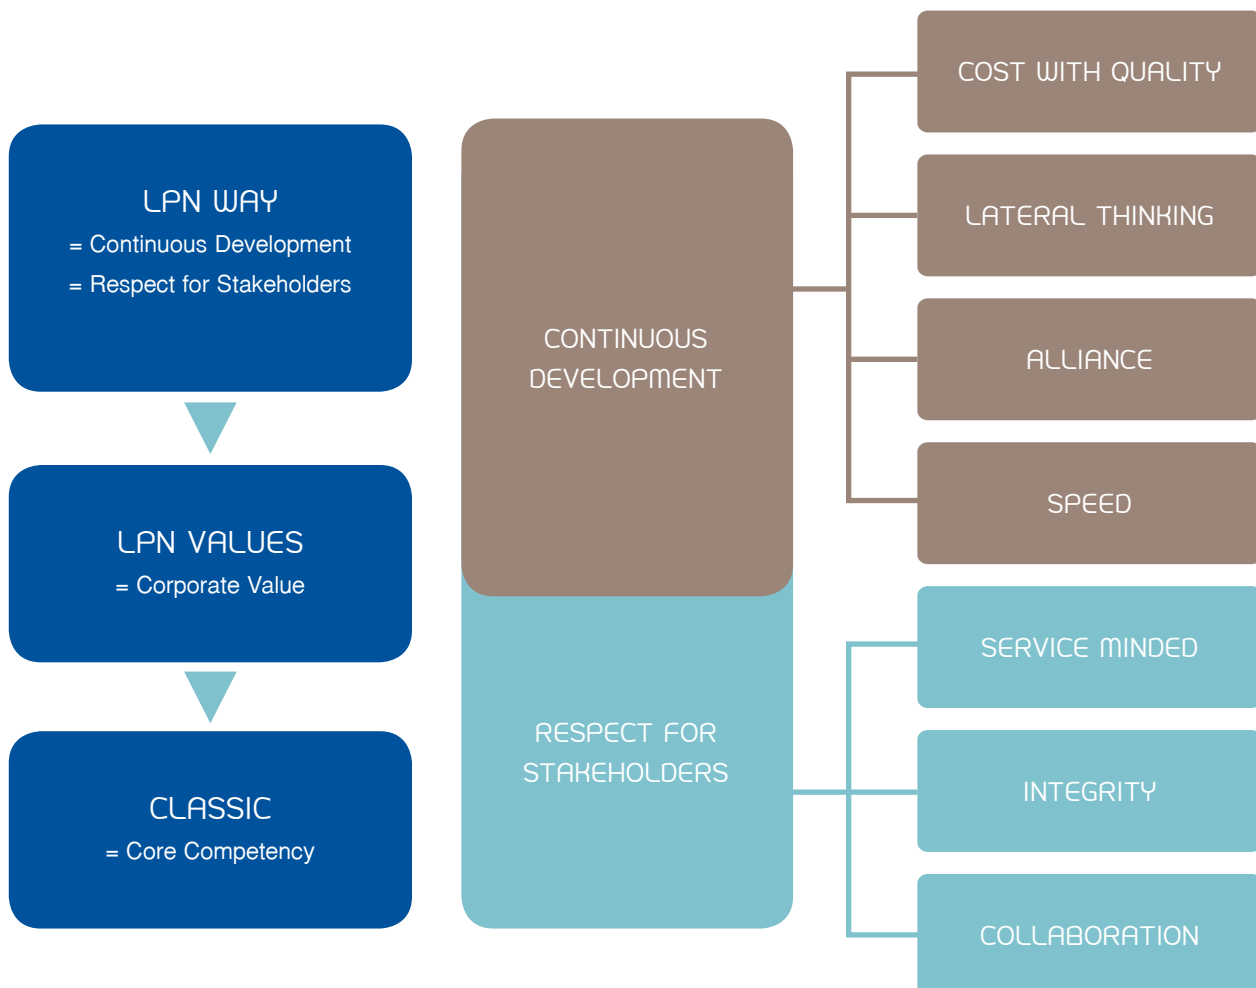 LPN WAY
= Continuous Development
= Respect for Stakeholders
LPN VALUES
= Corporate Value
CLASSIC
= Core Competency
CONTINUOUS
DEVELOPMENT
RESPECT FOR
STAKEHOLDERS
COST WITH QUALITY
LATERAL THINKING
ALLIANCE
SPEED
SERVICE MINDED
INTEGRITY
COLLABORATION